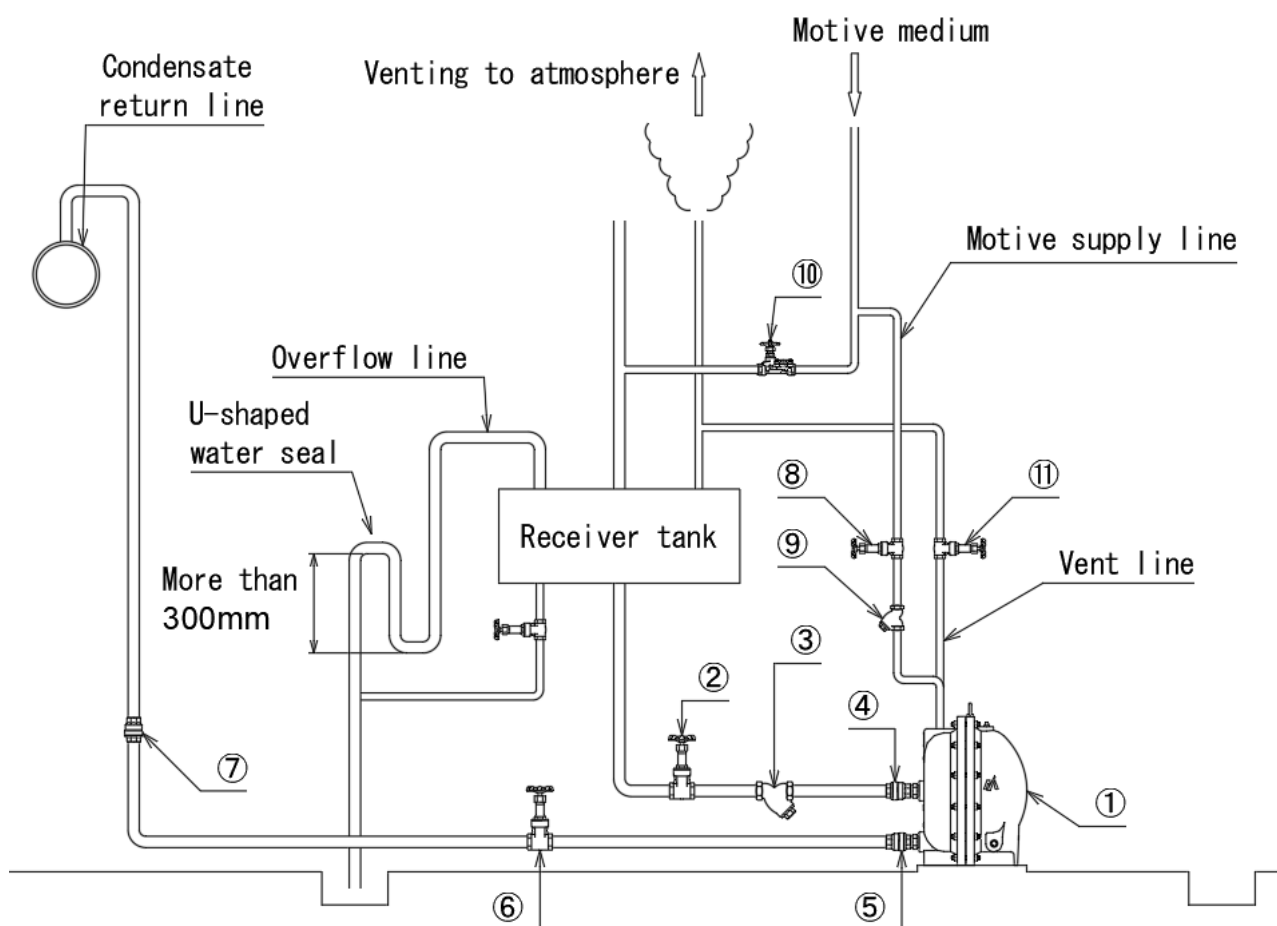 Motive medium
Condensate
return line
Venting to atmosphere
Motive supply line
⑩
Overflow line
U-shaped
water seal
⑧
⑪
Receiver tank
⑨
Vent line
More than
300mm
③
②
④
⑦
①
⑥
⑤